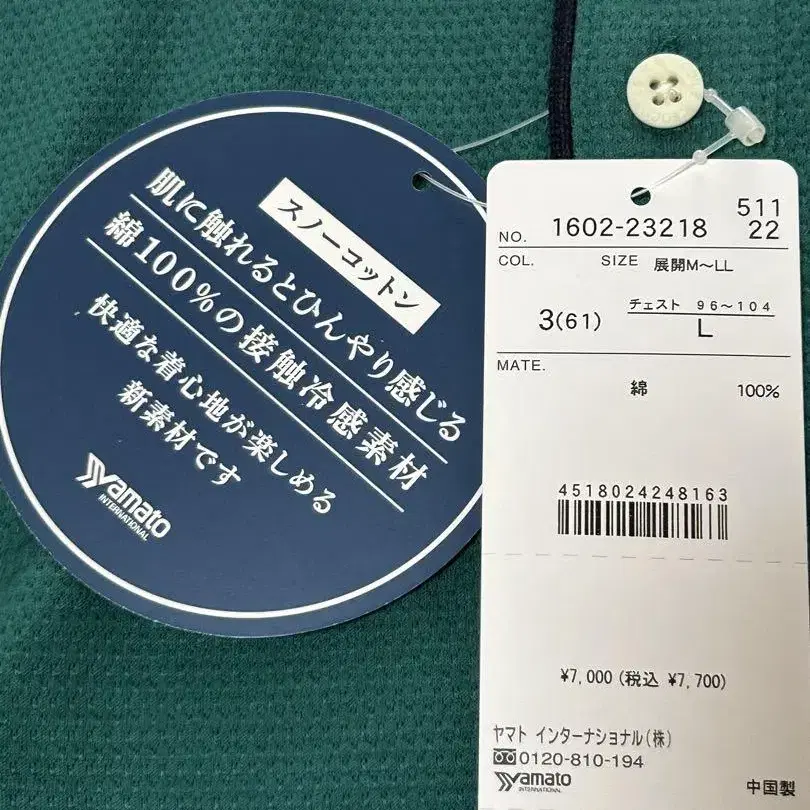 スノーコットン
肌に触れるとひんやり感じる
綿100%の接触冷感素材
快適な着心地が楽しめる
新素材です
Yamato
INTERNATIONAL
NO. 1602-23218 511
22
COL. SIZE 展開M〜LL
3(61) チェスト 96〜104
L
MATE.
綿 100%
4518024248163
¥7,000 (税込 ¥7,700)
ヤマト インターナショナル(株)
0120-810-194
Yamato
INTERNATIONAL
中国製